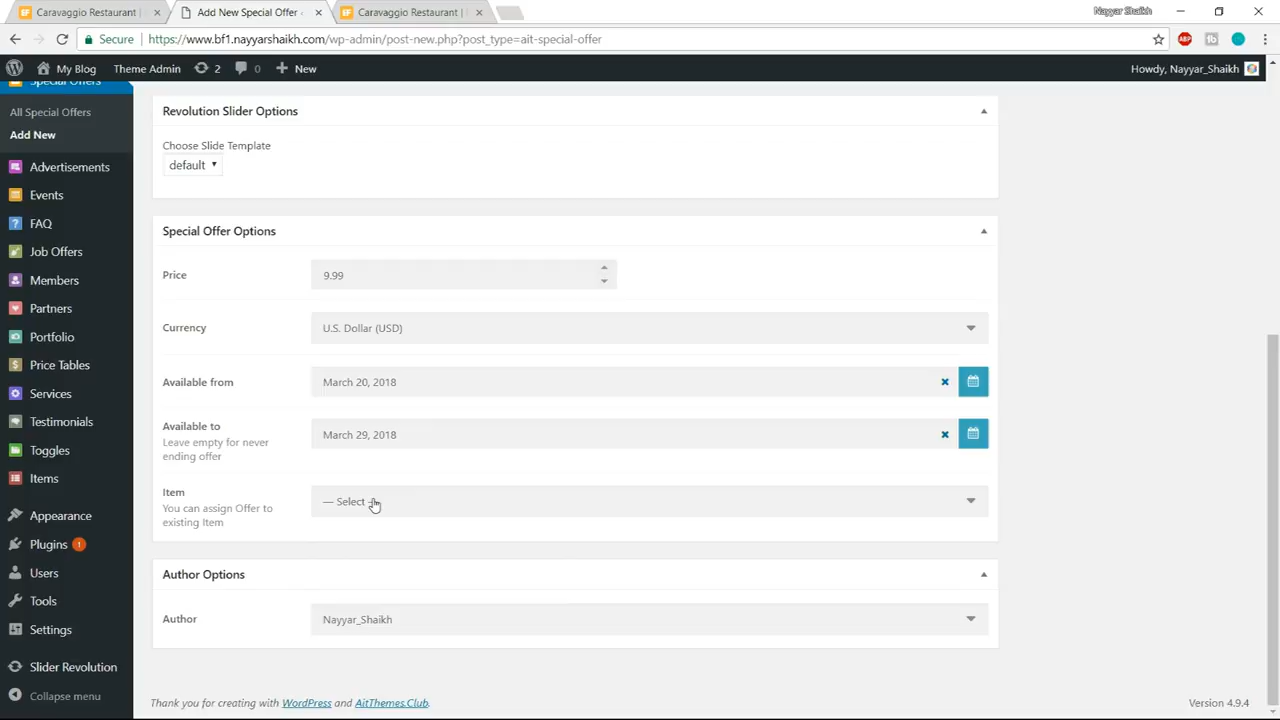 Caravaggio Restaurant |
Add New Special Offer
Caravaggio Restaurant |
Nayyar Shaikh
Secure
https://www.bf1.nayyarshaikh.com/wp-admin/post-new.php?post_type=ait-special-offer
ABP
My Blog
Theme Admin
2
0
New
Howdy, Nayyar_Shaikh
Special Offers
All Special Offers
Add New
Advertisements
Events
FAQ
Job Offers
Members
Partners
Portfolio
Price Tables
Services
Testimonials
Toggles
Items
Appearance
Plugins 1
Users
Tools
Settings
Slider Revolution
Collapse menu
Revolution Slider Options
Choose Slide Template
default
Special Offer Options
Price
9.99
Currency
U.S. Dollar (USD)
Available from
March 20, 2018
Available to
Leave empty for never
ending offer
March 29, 2018
Item
You can assign Offer to
existing Item
— Select —
Author Options
Author
Nayyar_Shaikh
Thank you for creating with WordPress and AitThemes.Club.
Version 4.9.4